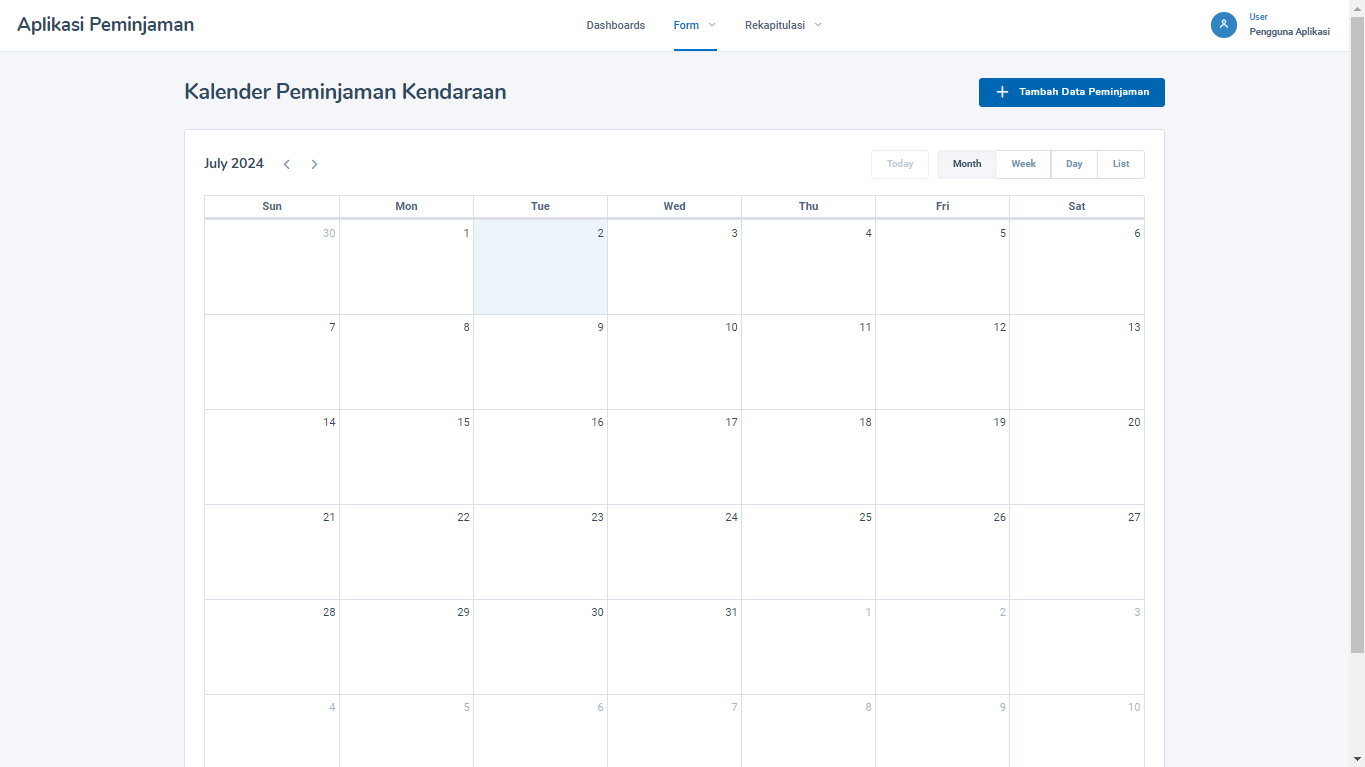 Aplikasi Peminjaman
Dashboards
Form
Rekapitulasi
User
Pengguna Aplikasi
Kalender Peminjaman Kendaraan
Tambah Data Peminjaman
July 2024
Today
Month
Week
Day
List
Sun Mon Tue Wed Thu Fri Sat
30 1 2 3 4 5 6
7 8 9 10 11 12 13
14 15 16 17 18 19 20
21 22 23 24 25 26 27
28 29 30 31 1 2 3
4 5 6 7 8 9 10